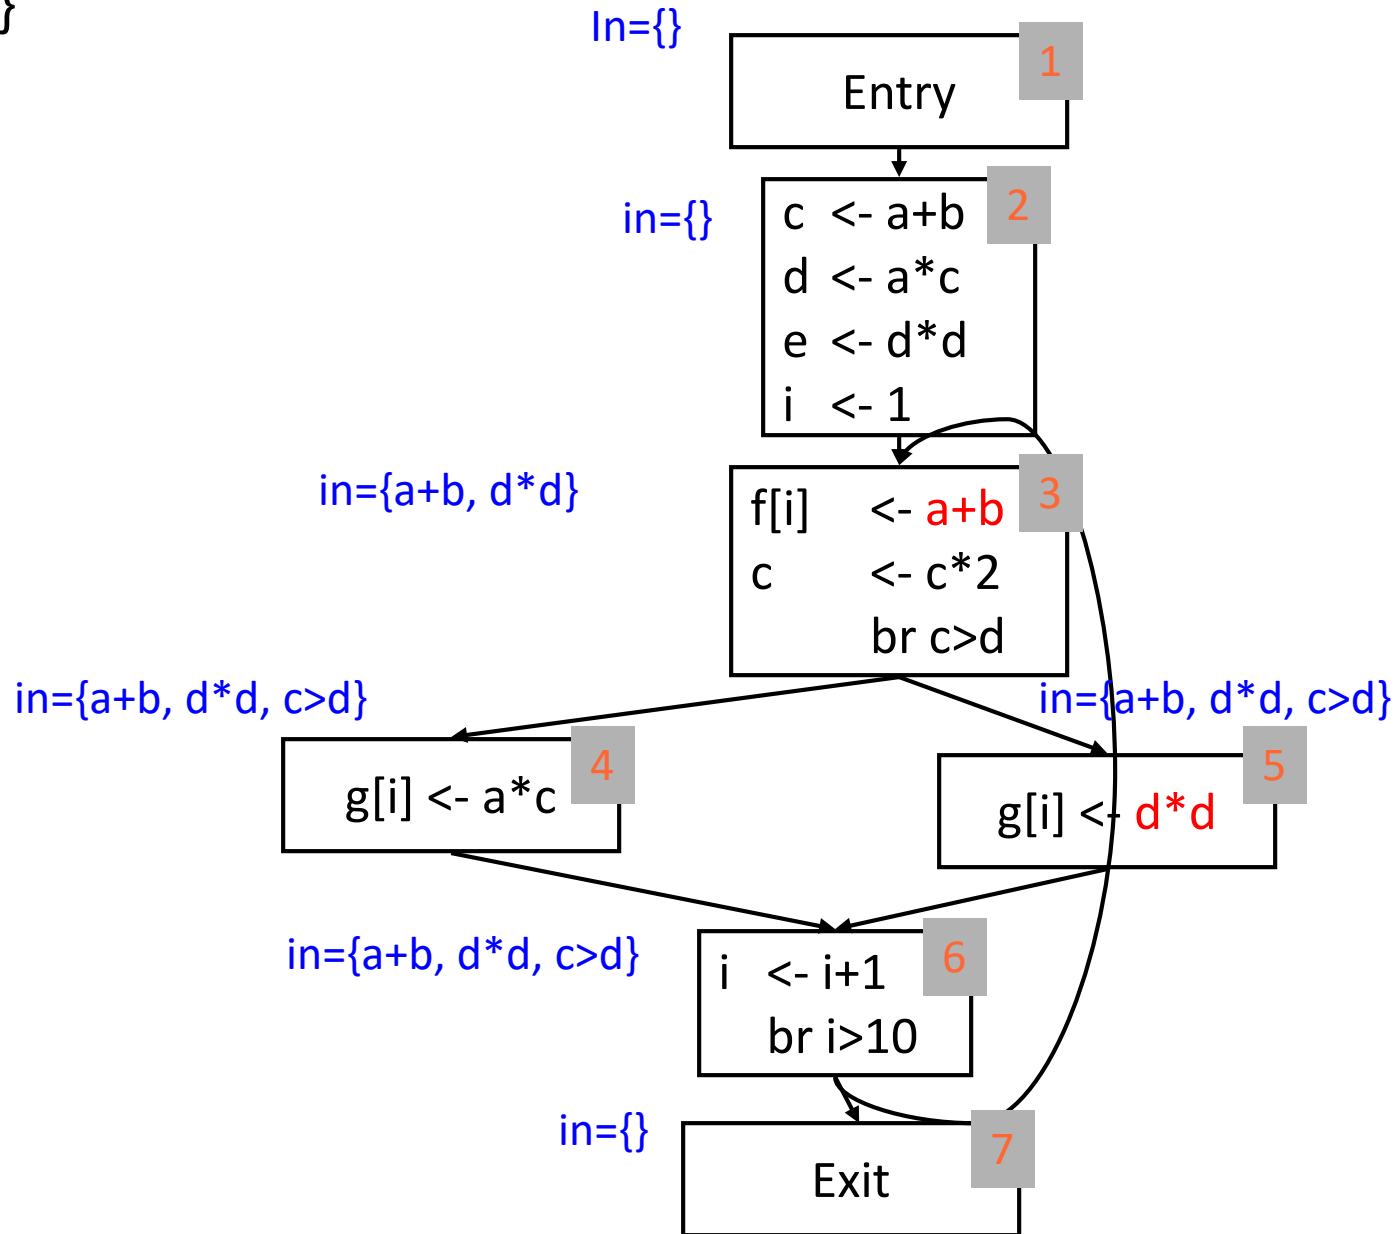 }
In={}
1
Entry
in={}
2
c <- a+b
d <- a*c
e <- d*d
i <- 1
in={a+b, d*d}
3
f[i] <- a+b
c <- c*2
br c>d
in={a+b, d*d, c>d}
in={a+b, d*d, c>d}
4
g[i] <- a*c
5
g[i] <- d*d
in={a+b, d*d, c>d}
6
i <- i+1
br i>10
in={}
7
Exit